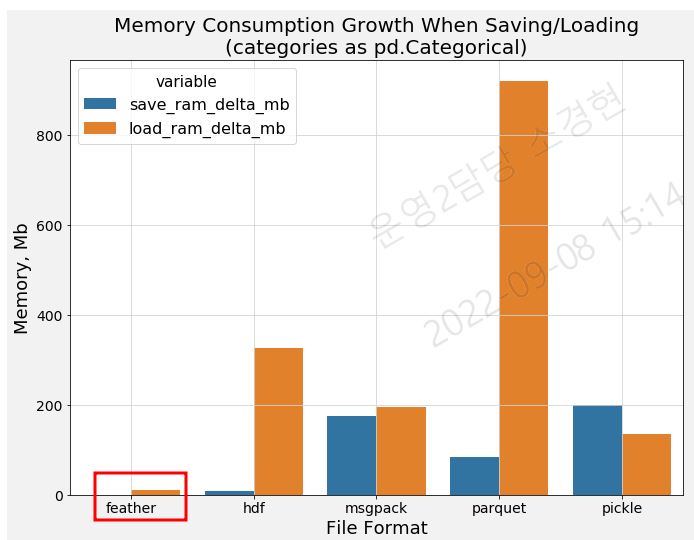 Memory Consumption Growth When Saving/Loading
(categories as pd.Categorical)
variable
save_ram_delta_mb
load_ram_delta_mb
Memory, Mb
800
600
400
200
0
feather hdf msgpack parquet pickle
File Format
운영2담당 소경현
2022-09-08 15:14